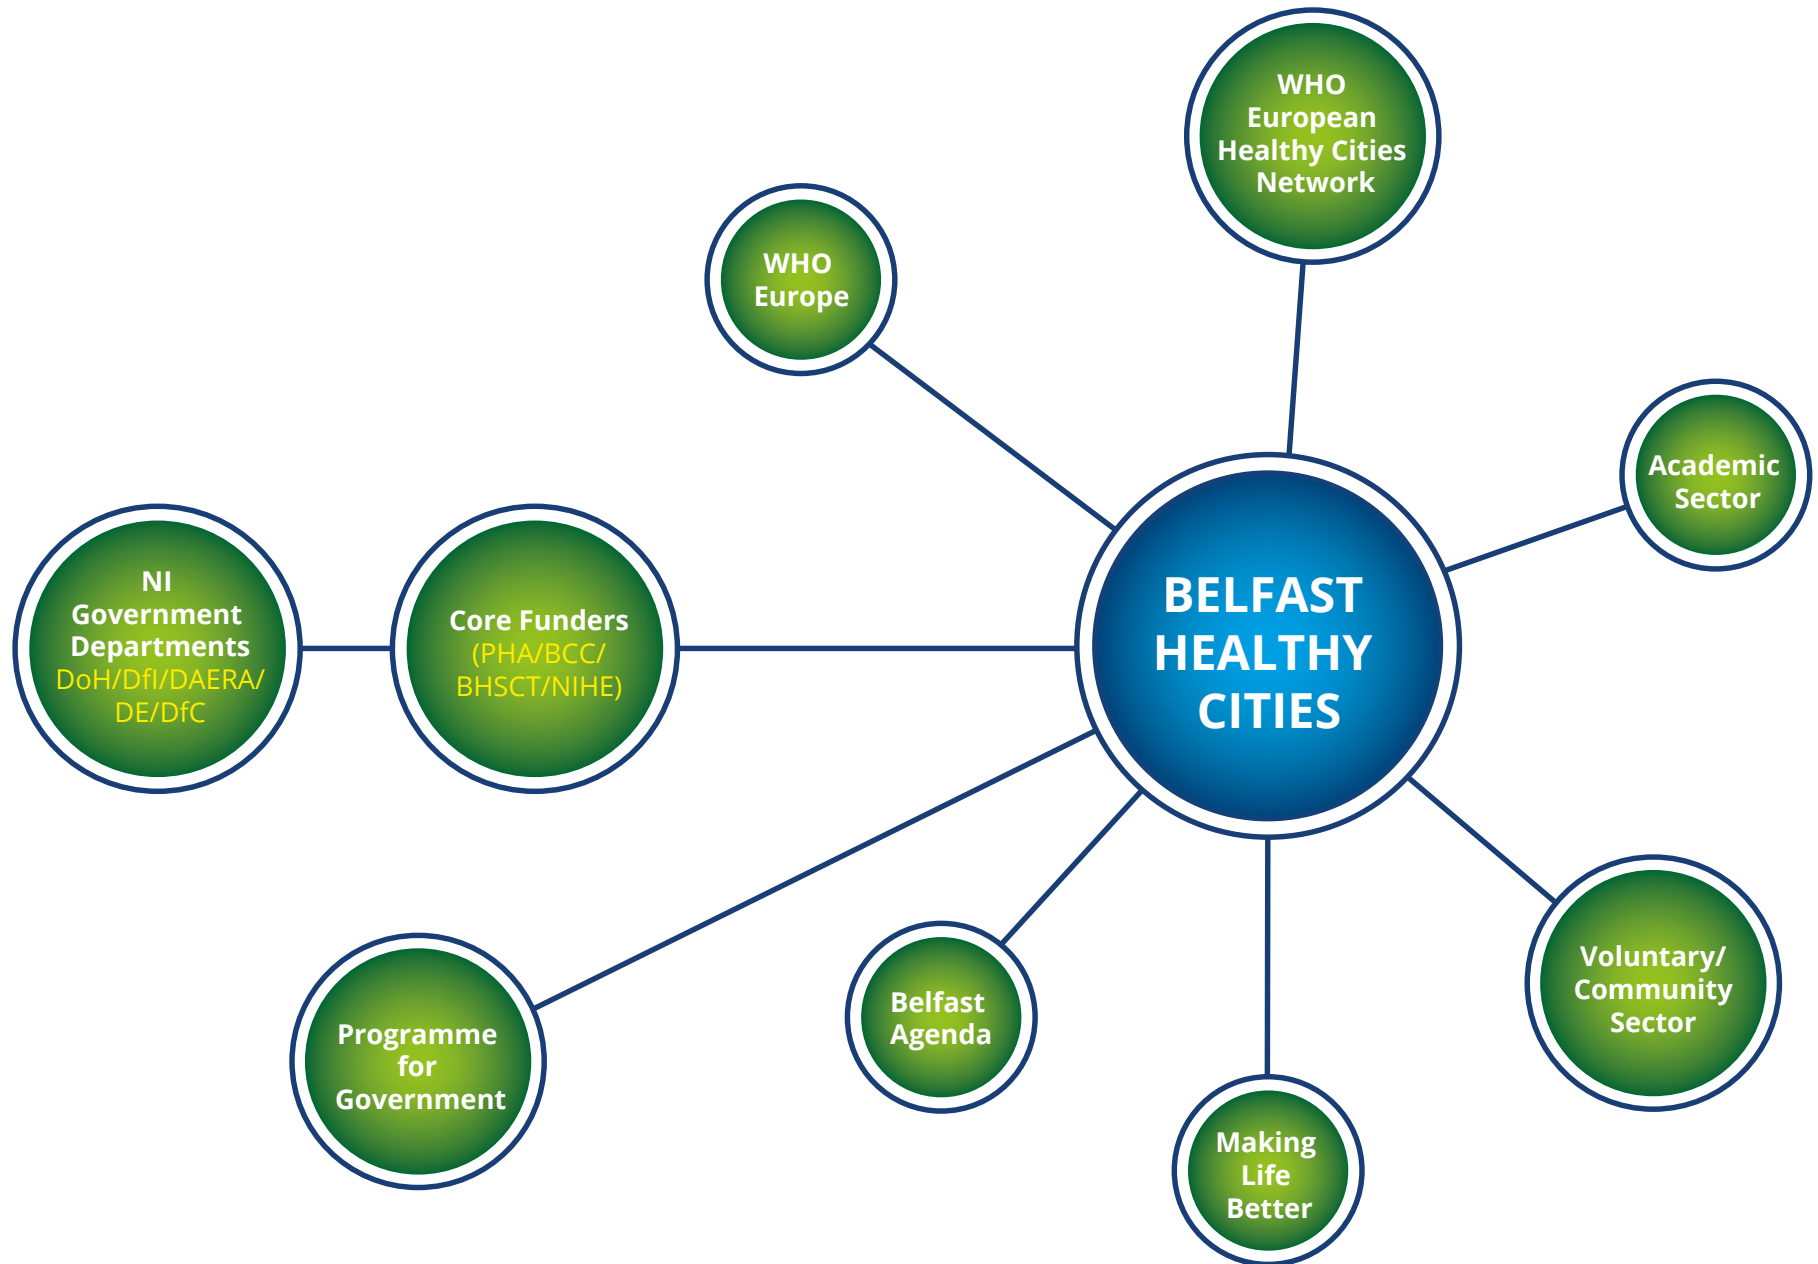 WHO
European
Healthy Cities
Network
WHO
Europe
Academic
Sector
BELFAST
HEALTHY
CITIES
NI
Government
Departments
DoH/DfI/DAERA/
DE/DfC
Core Funders
(PHA/BCC/
BHSCT/NIHE)
Programme
for
Government
Belfast
Agenda
Making
Life
Better
Voluntary/
Community
Sector